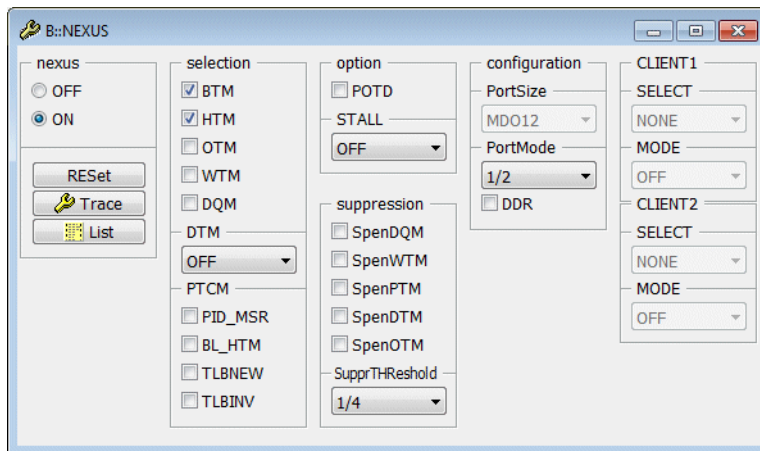 B::NEXUS
nexus
OFF
ON
RESet
Trace
List
selection
BTM
HTM
OTM
WTM
DQM
DTM
OFF
PTCM
PID_MSR
BL_HTM
TLBNEW
TLBINV
option
POTD
STALL
OFF
suppression
SpenDQM
SpenWTM
SpenPTM
SpenDTM
SpenOTM
SupprTHReshold
1/4
configuration
PortSize
MDO12
PortMode
1/2
DDR
CLIENT1
SELECT
NONE
MODE
OFF
CLIENT2
SELECT
NONE
MODE
OFF